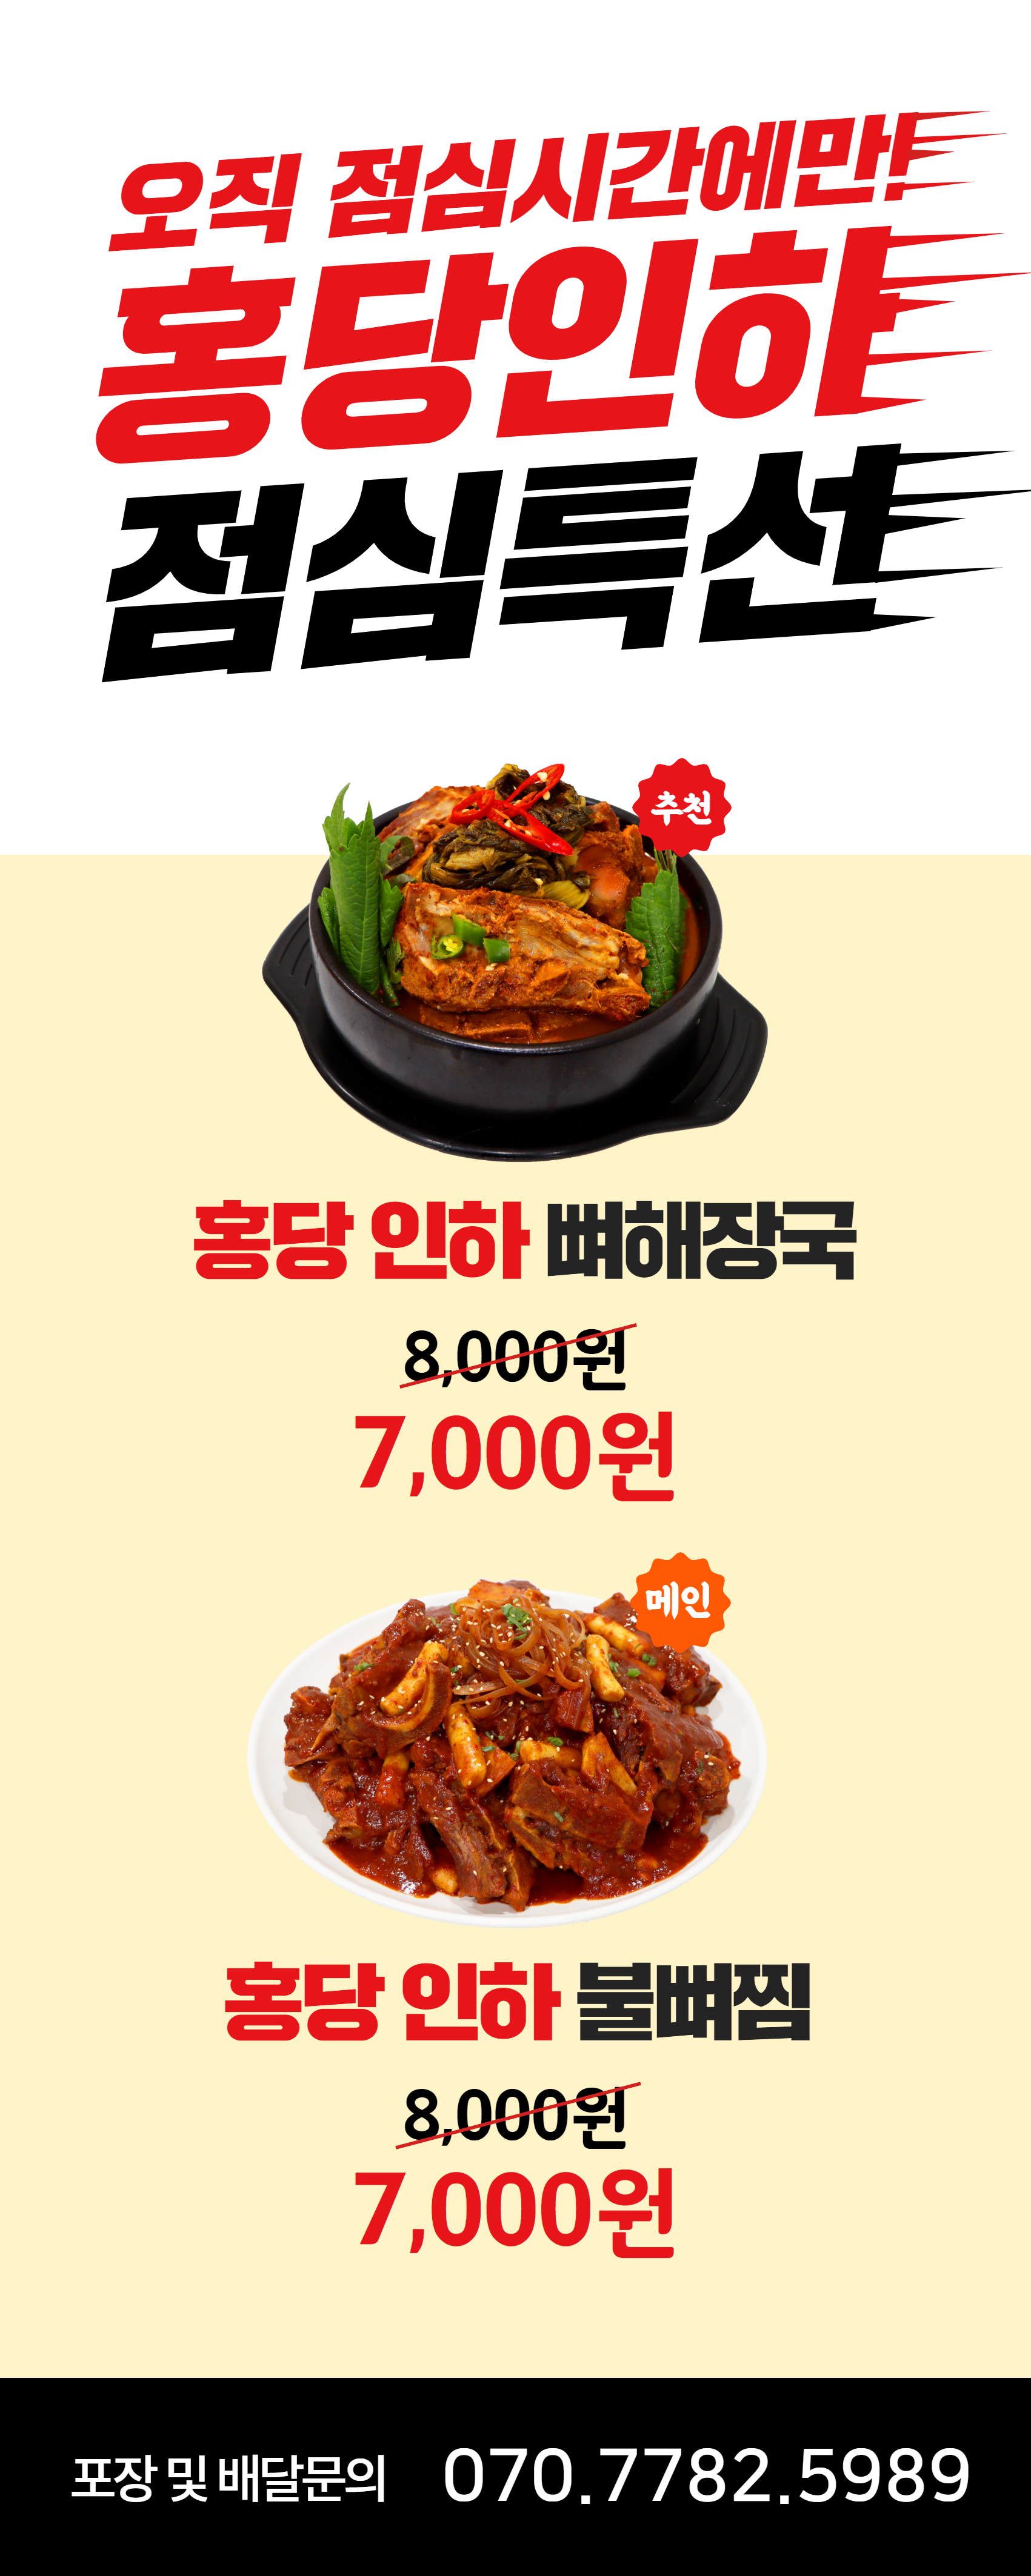 오직 점심시간에만!
홍당인하
점심특선
추천
홍당 인하 뼈해장국
8,000원
7,000원
메인
홍당 인하 불뼈찜
8,000원
7,000원
포장 및 배달문의 070.7782.5989